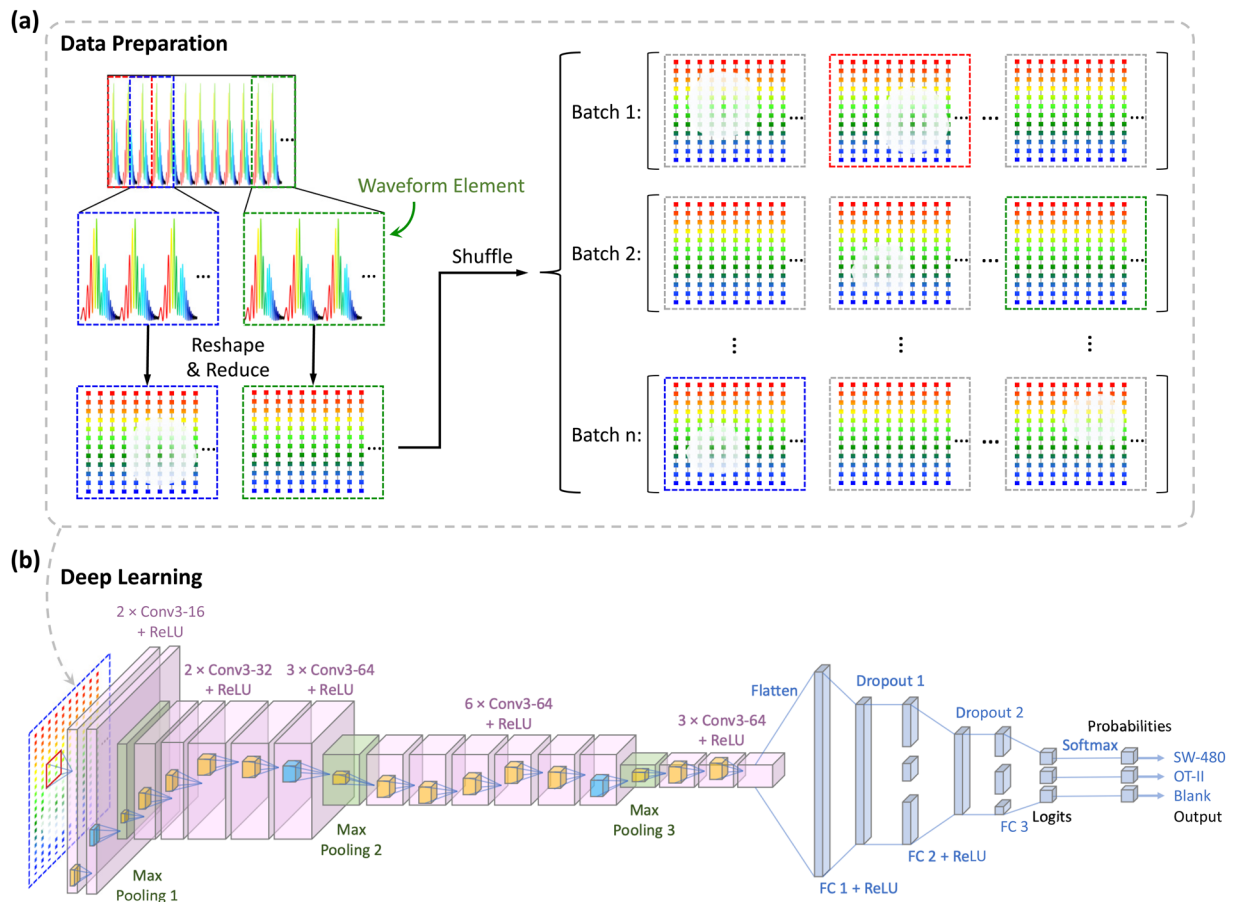 (a)
Data Preparation
...
Waveform Element
...
...
Reshape
& Reduce
...
...
Shuffle
Batch 1:
...
...
...
Batch 2:
...
...
...
...
...
...
Batch n:
...
...
...
(b)
Deep Learning
2 × Conv3-16
+ ReLU
2 × Conv3-32
+ ReLU
3 × Conv3-64
+ ReLU
6 × Conv3-64
+ ReLU
3 × Conv3-64
+ ReLU
Max
Pooling 1
Max
Pooling 2
Max
Pooling 3
Flatten
FC 1 + ReLU
Dropout 1
FC 2 + ReLU
Dropout 2
FC 3
Logits
Softmax
Probabilities
SW-480
OT-II
Blank
Output